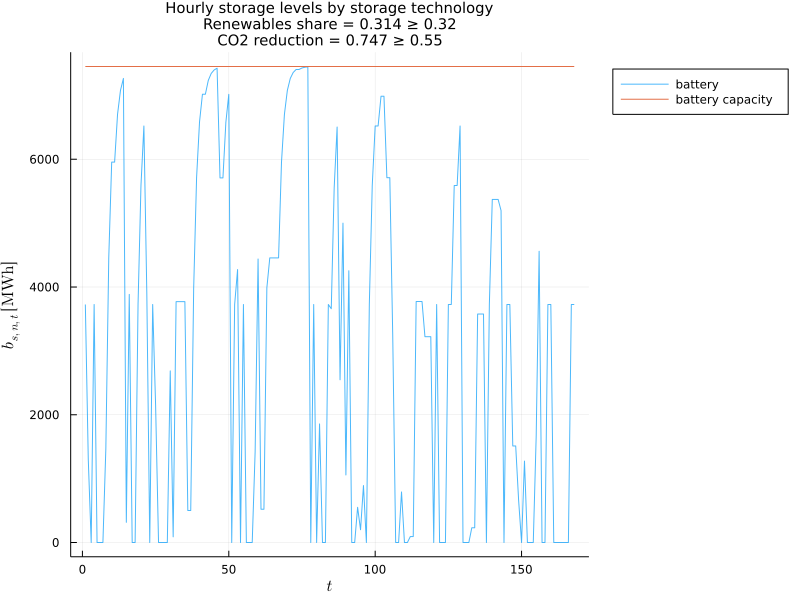 Hourly storage levels by storage technology
Renewables share = 0.314 ≥ 0.32
CO2 reduction = 0.747 ≥ 0.55
battery
battery capacity
b_{s, n, t} [MWh]
6000
4000
2000
0
0 50 100 150
t